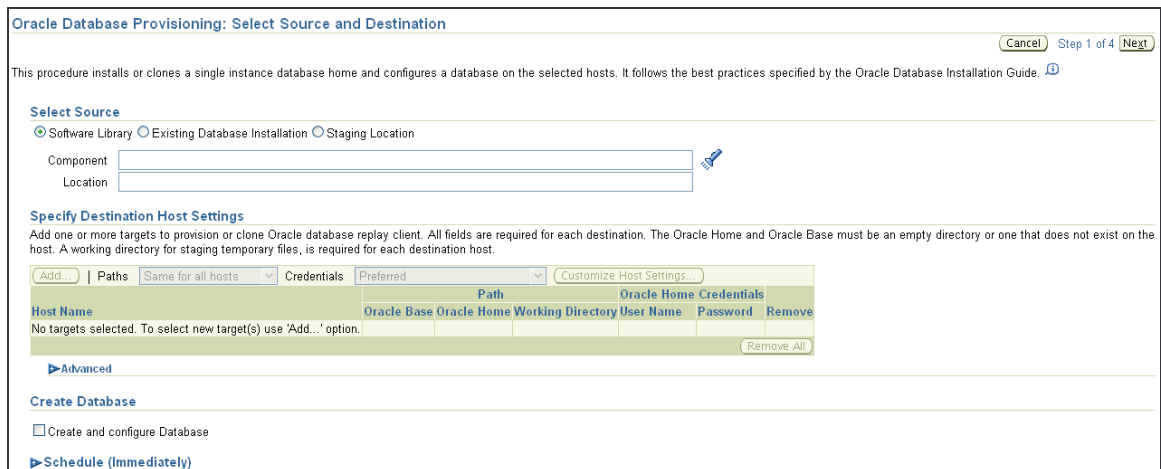 Oracle Database Provisioning: Select Source and Destination
Cancel Step 1 of 4 Next
This procedure installs or clones a single instance database home and configures a database on the selected hosts. It follows the best practices specified by the Oracle Database Installation Guide.
Select Source
Software Library Existing Database Installation Staging Location
Component
Location
Specify Destination Host Settings
Add one or more targets to provision or clone Oracle database replay client. All fields are required for each destination. The Oracle Home and Oracle Base must be an empty directory or one that does not exist on the
host. A working directory for staging temporary files, is required for each destination host.
Add... | Paths Same for all hosts Credentials Preferred Customize Host Settings...
Path Oracle Home Credentials
Host Name Oracle Base Oracle Home Working Directory User Name Password Remove
No targets selected. To select new target(s) use 'Add...' option.
Remove All
Advanced
Create Database
Create and configure Database
Schedule (Immediately)